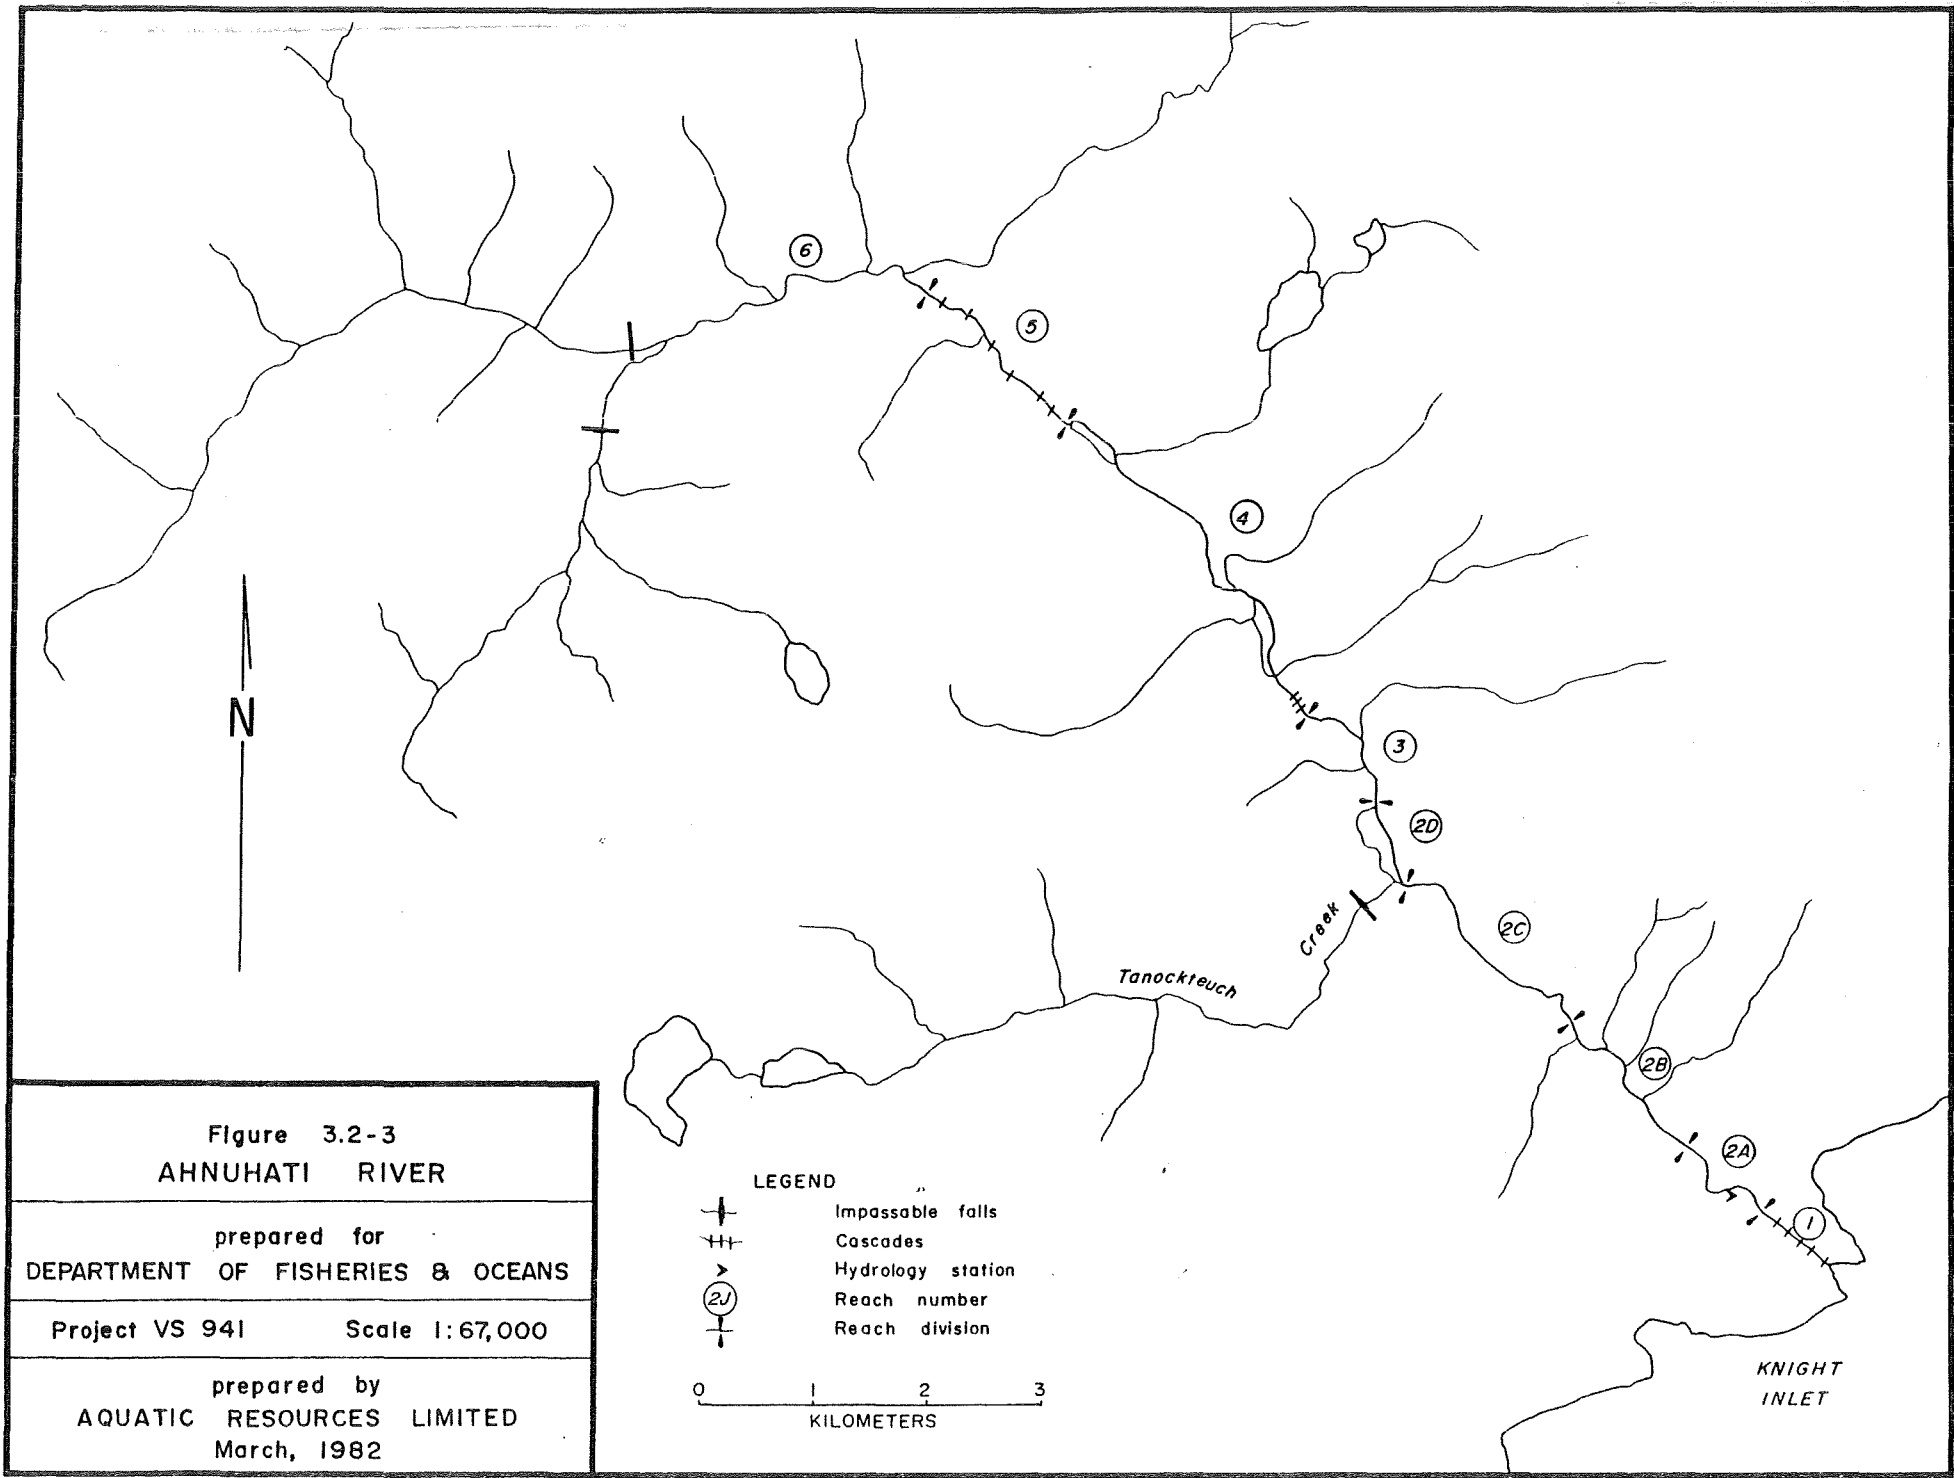 6
5
4
N
3
2D
2C
Tanockteuch Creek
2B
2A
1
Figure 3.2-3
AHNUHATI RIVER
prepared for
DEPARTMENT OF FISHERIES & OCEANS
Project VS 941 Scale 1:67,000
prepared by
AQUATIC RESOURCES LIMITED
March, 1982
LEGEND
Impassable falls
Cascades
Hydrology station
2J Reach number
Reach division
0 1 2 3
KILOMETERS
KNIGHT
INLET